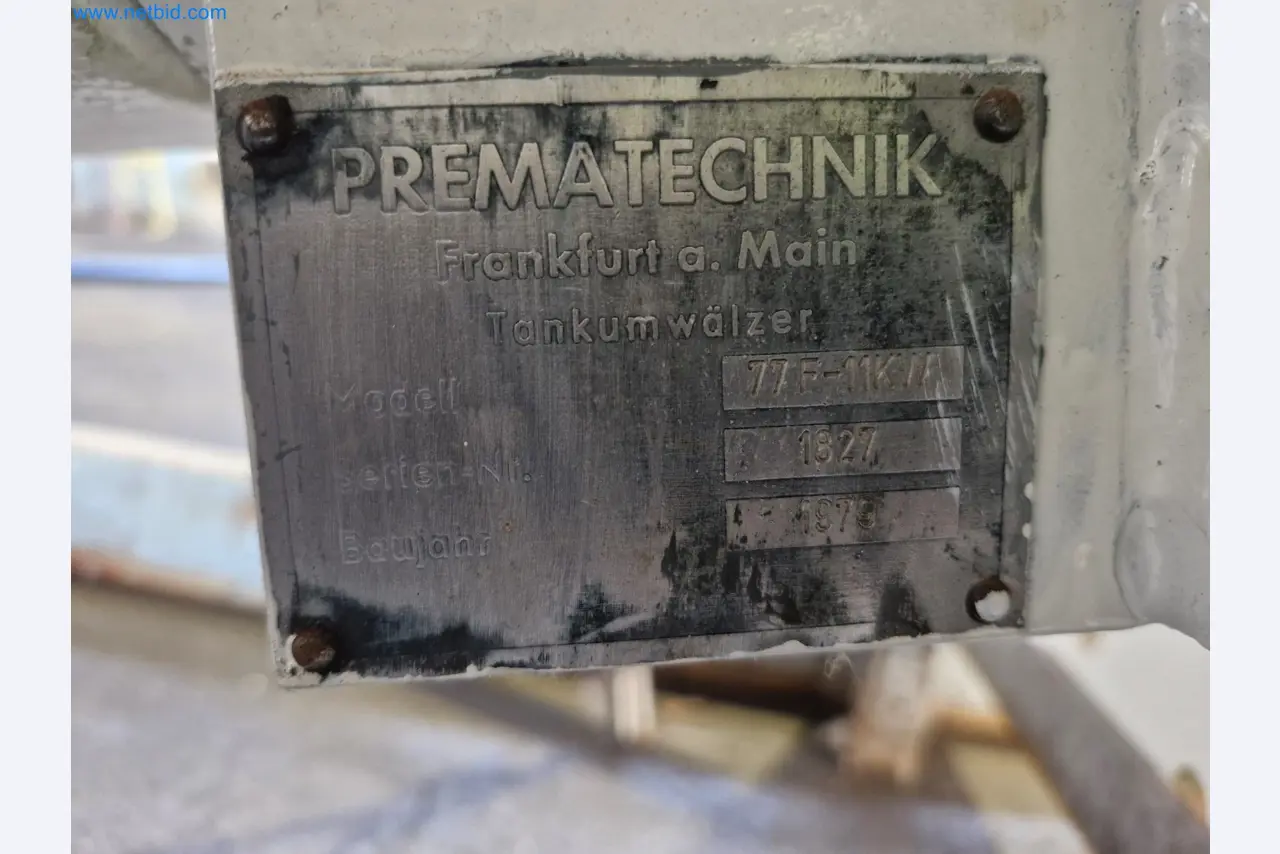 www.netbid.com
PREMATECHNIK
Frankfurt a. Main
Tankumwälzer
Modell
Serien-Nr. 1827
Baujahr